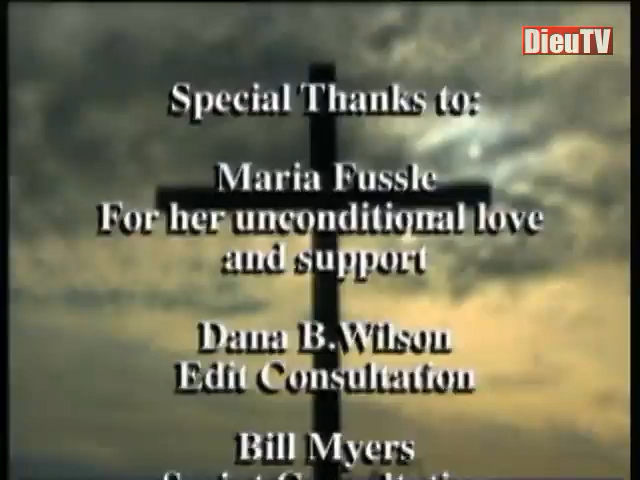 DieuTV
Special Thanks to:
Maria Fussle
For her unconditional love
and support
Dana B.Wilson
Edit Consultation
Bill Myers